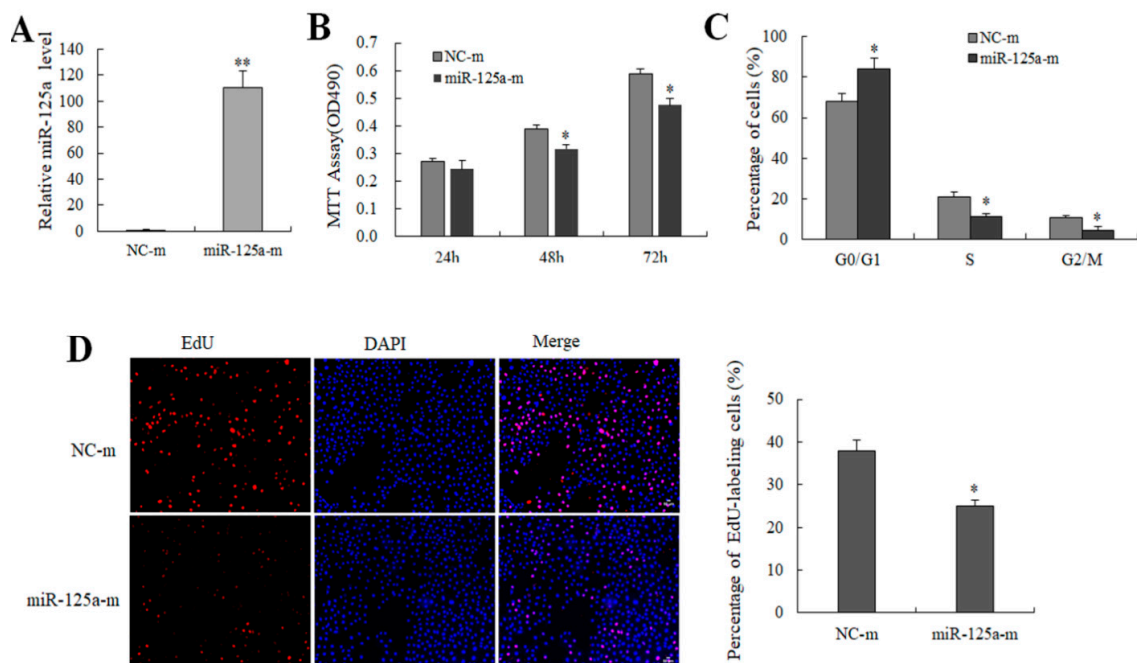 A
Relative miR-125a level
140
120
100
80
60
40
20
0
**
NC-m
miR-125a-m
B
MTT Assay(OD490)
0.7
0.6
0.5
0.4
0.3
0.2
0.1
0.0
NC-m
miR-125a-m
*
*
24h
48h
72h
C
Percentage of cells (%)
100
80
60
40
20
0
NC-m
miR-125a-m
*
*
*
G0/G1
S
G2/M
D
EdU
DAPI
Merge
NC-m
miR-125a-m
Percentage of EdU-labeling cells (%)
50
40
30
20
10
0
*
NC-m
miR-125a-m